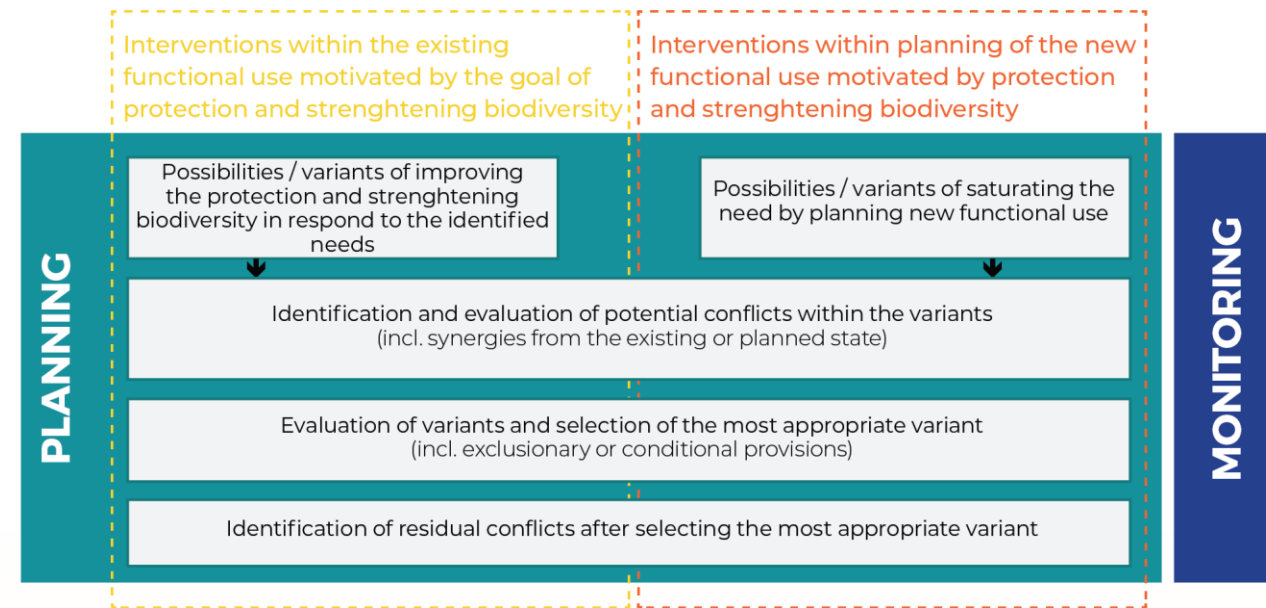 Interventions within the existing
functional use motivated by the goal of
protection and strenghtening biodiversity
Interventions within planning of the new
functional use motivated by protection
and strenghtening biodiversity
PLANNING
Possibilities / variants of improving
the protection and strenghtening
biodiversity in respond to the identified
needs
Possibilities / variants of saturating the
need by planning new functional use
Identification and evaluation of potential conflicts within the variants
(incl. synergies from the existing or planned state)
Evaluation of variants and selection of the most appropriate variant
(incl. exclusionary or conditional provisions)
Identification of residual conflicts after selecting the most appropriate variant
MONITORING